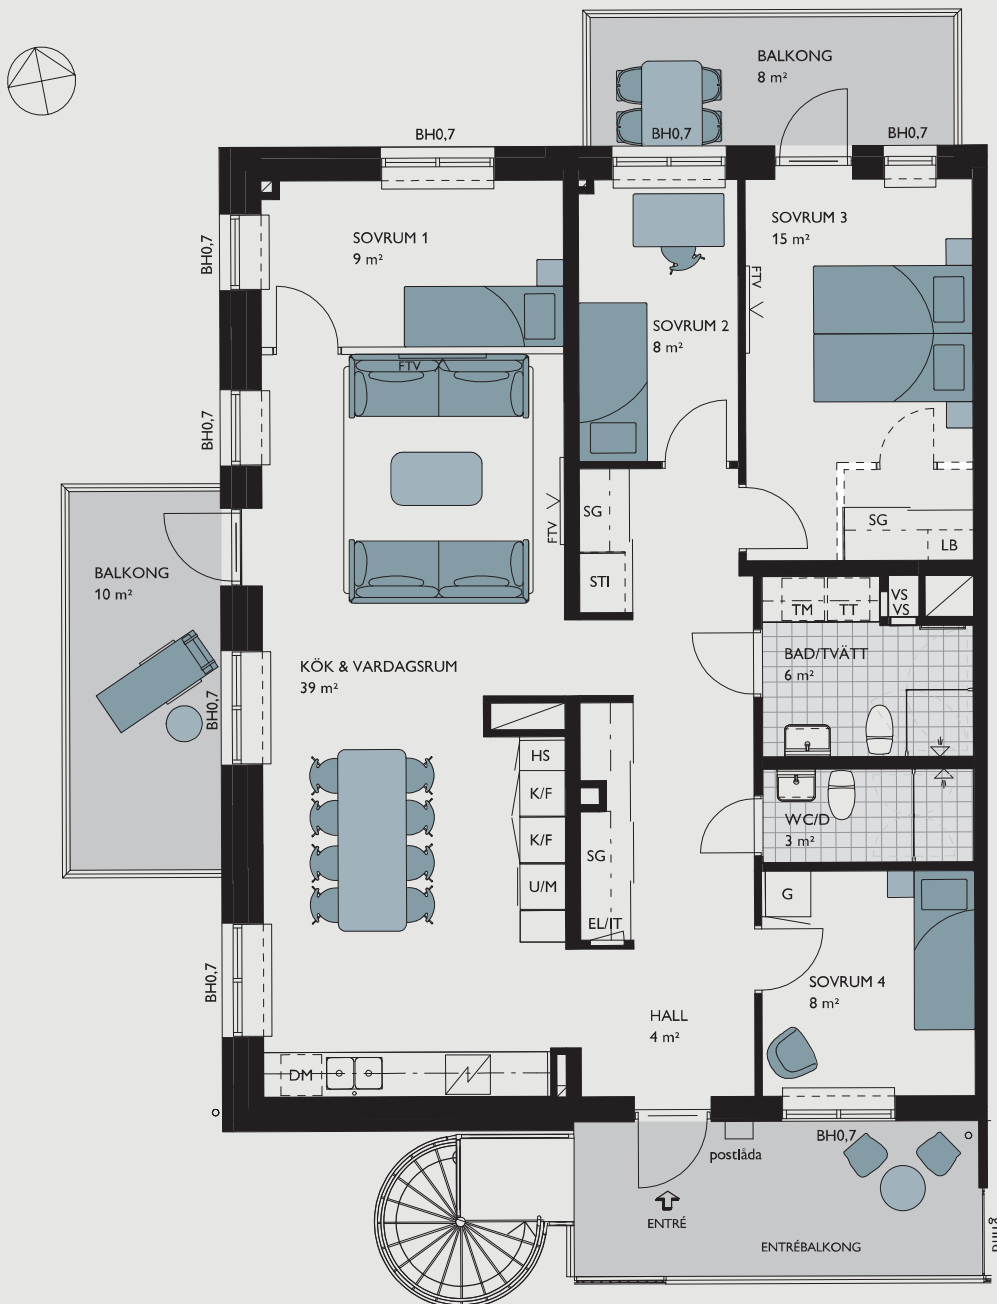 BALKONG
8 m²
BH0,7
BH0,7
BH0,7
SOVRUM 1
9 m²
BH0,7
SOVRUM 2
8 m²
SOVRUM 3
15 m²
FTV
FTV
BH0,7
FTV
SG
STI
SG
LB
BALKONG
10 m²
TM
TT
VS
VS
KÖK & VARDAGSRUM
39 m²
BH0,7
BAD/TVÄTT
6 m²
HS
K/F
K/F
U/M
SG
EL/IT
WC/D
3 m²
G
SOVRUM 4
8 m²
BH0,7
HALL
4 m²
DM
BH0,7
postlåda
ENTRÉ
ENTRÉBALKONG